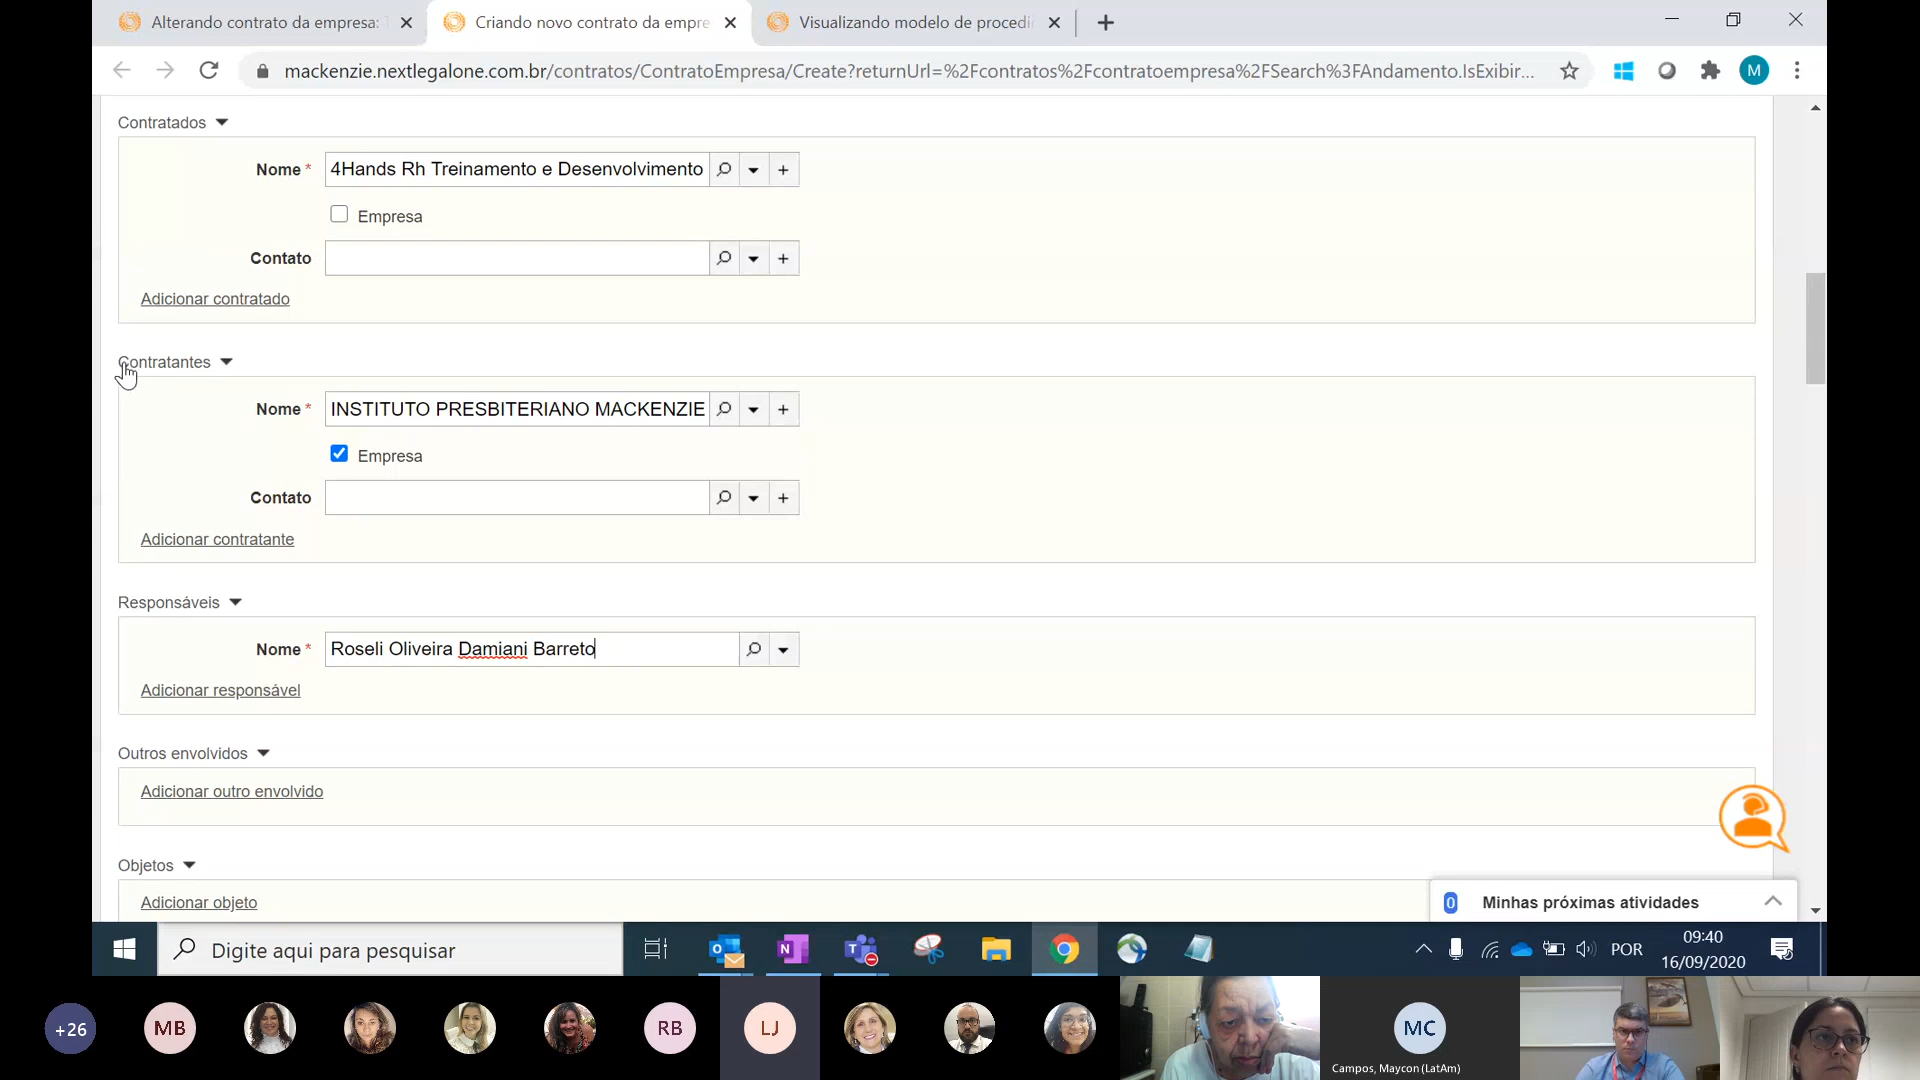 Alterando contrato da empresa:
Criando novo contrato da empre
Visualizando modelo de procedi
mackenzie.nextlegalone.com.br/contratos/ContratoEmpresa/Create?returnUrl=%2Fcontratos%2Fcontratoempresa%2FSearch%3FAndamento.IsExibir...
M
Contratados
Nome * 4Hands Rh Treinamento e Desenvolvimento
Empresa
Contato
Adicionar contratado
Contratantes
Nome * INSTITUTO PRESBITERIANO MACKENZIE
Empresa
Contato
Adicionar contratante
Responsáveis
Nome * Roseli Oliveira Damiani Barreto
Adicionar responsável
Outros envolvidos
Adicionar outro envolvido
Objetos
Adicionar objeto
0 Minhas próximas atividades
Digite aqui para pesquisar
POR
09:40
16/09/2020
+26
MB
RB
LJ
MC
Campos, Maycon (LatAm)